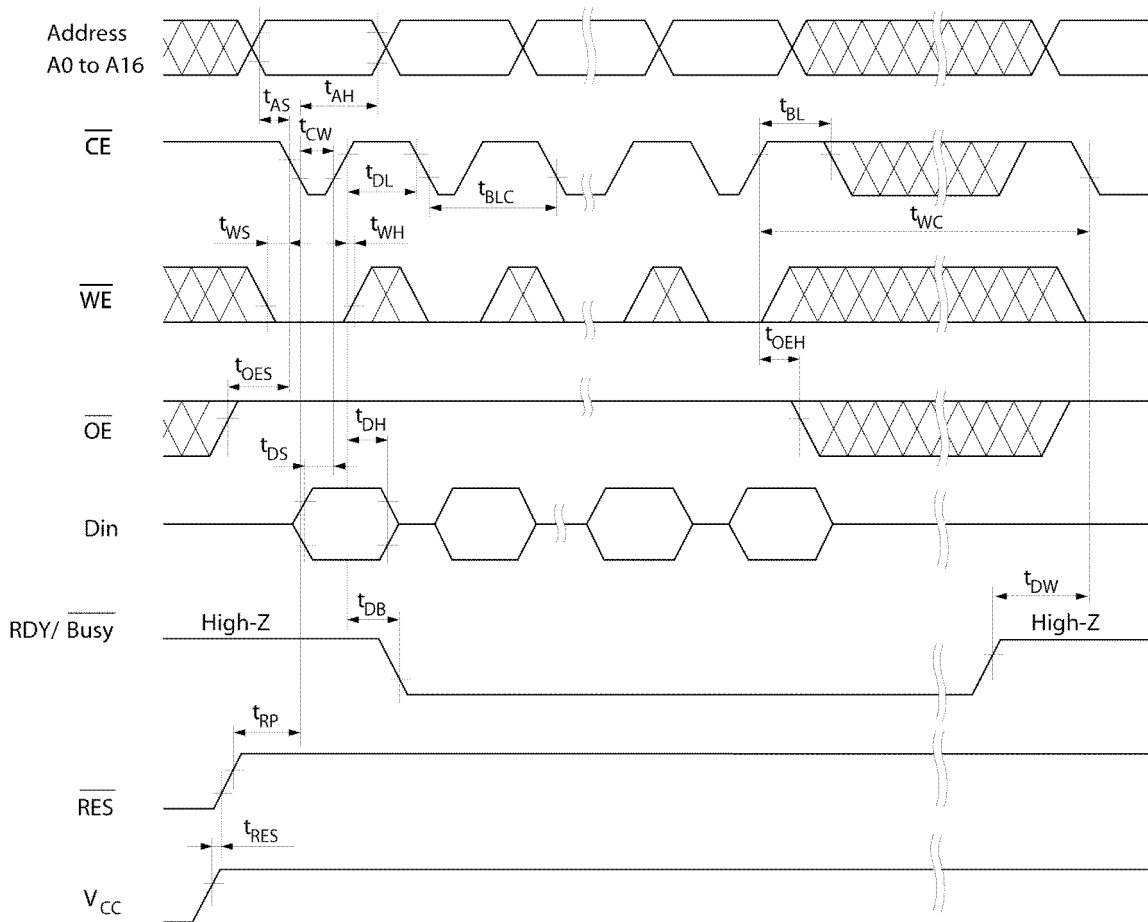 Address
A0 to A16
tAS
tAH
tCW
tBL
CE
tDL
tBLC
tWC
tWS
tWH
WE
tOEH
tOES
OE
tDH
tDS
Din
tDB
tDW
RDY/ Busy
High-Z
High-Z
tRP
RES
tRES
VCC